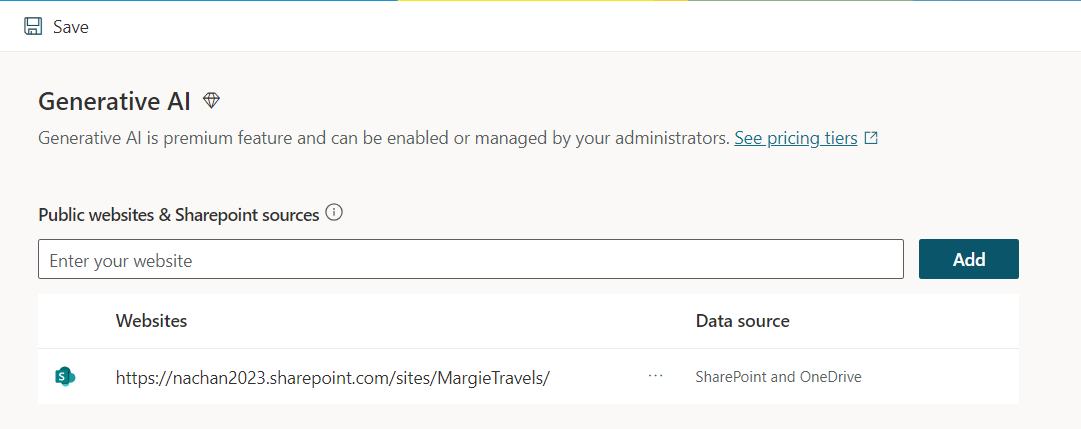 Save
Generative AI
Generative AI is premium feature and can be enabled or managed by your administrators. See pricing tiers
Public websites & Sharepoint sources
Enter your website
Add
Websites Data source
S https://nachan2023.sharepoint.com/sites/MargieTravels/ ... SharePoint and OneDrive